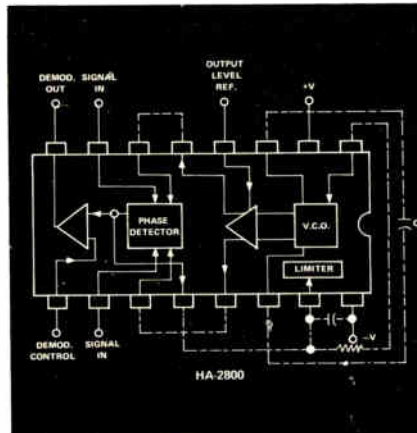 DEMOD. OUT
SIGNAL IN
OUTPUT LEVEL REF.
+V
PHASE DETECTOR
V.C.O.
LIMITER
C
-V
DEMOD. CONTROL
SIGNAL IN
HA-2800